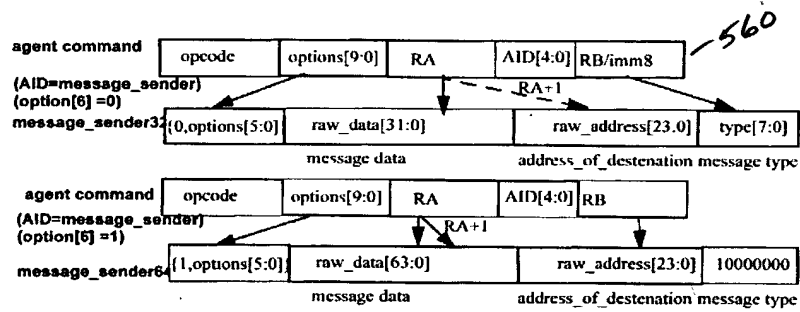 560
agent command opcode options[9:0] RA AID[4:0] RB/imm8
(AID=message_sender)
(option[6] =0)
RA+1
message_sender32 {0,options[5:0]} raw_data[31:0] raw_address[23.0] type[7:0]
message data address_of_destenation message type
agent command opcode options[9:0] RA AID[4:0] RB
(AID=message_sender)
(option[6] =1)
RA+1
message_sender64 {1,options[5:0]} raw_data[63:0] raw_address[23:0] 10000000
message data address_of_destenation message type